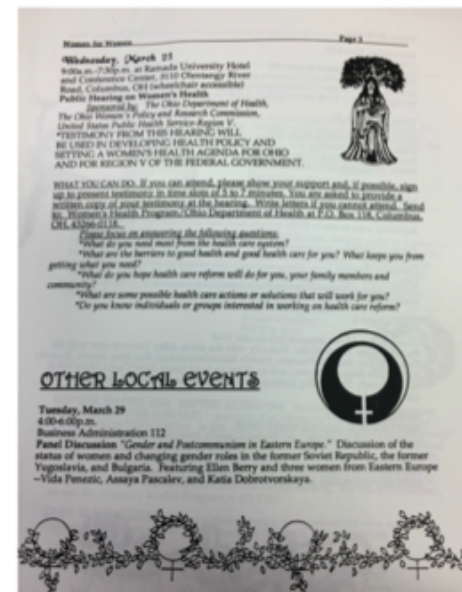 Women for Women
Page 3
Wednesday, March 23
9:00a.m.-7:30p.m. at Ramada University Hotel
and Conference Center, 3110 Olentangy River
Road, Columbus, OH (wheelchair accessible)
Public Hearing on Women's Health
Sponsored by: The Ohio Department of Health,
The Ohio Women's Policy and Research Commission,
United States Public Health Service-Region V.
*TESTIMONY FROM THIS HEARING WILL
BE USED IN DEVELOPING HEALTH POLICY AND
SETTING A WOMEN'S HEALTH AGENDA FOR OHIO
AND FOR REGION V OF THE FEDERAL GOVERNMENT.
WHAT YOU CAN DO. If you can attend, please show your support and, if possible, sign
up to present testimony in time slots of 5 to 7 minutes. You are asked to provide a
written copy of your testimony at the hearing. Write letters if you cannot attend. Send
to: Women's Health Program/Ohio Department of Health at P.O. Box 118, Columbus,
OH, 43266-0118.
Please focus on answering the following questions:
*What do you need most from the health care system?
*What are the barriers to good health and good health care for you? What keeps you from
getting what you need?
*What do you hope health care reform will do for you, your family members and
community?
*What are some possible health care actions or solutions that will work for you?
*Do you know individuals or groups interested in working on health care reform?
OTHER LOCAL EVENTS
Tuesday, March 29
4:00-6:00p.m.
Business Administration 112
Panel Discussion "Gender and Postcommunism in Eastern Europe." Discussion of the
status of women and changing gender roles in the former Soviet Republic, the former
Yugoslavia, and Bulgaria. Featuring Ellen Berry and three women from Eastern Europe
--Vida Penezic, Assaya Pascalev, and Katia Dobrotvorskaya.